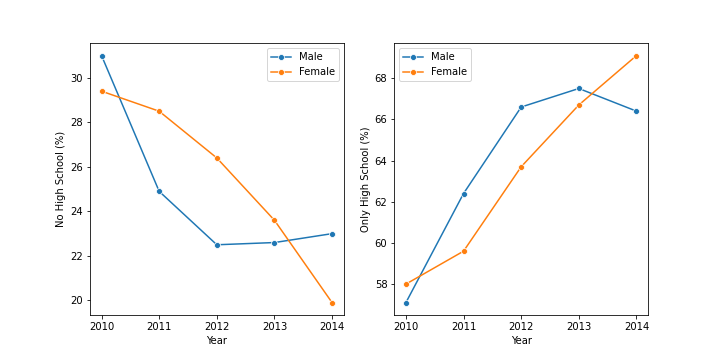 Male
Female
No High School (%)
30
28
26
24
22
20
2010 2011 2012 2013 2014
Year
Male
Female
Only High School (%)
68
66
64
62
60
58
2010 2011 2012 2013 2014
Year